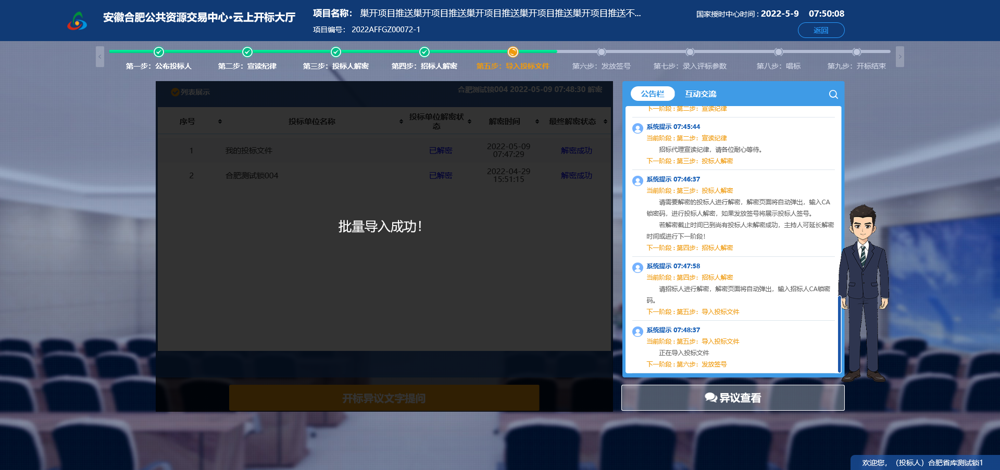 安徽合肥公共资源交易中心·云上开标大厅
项目名称： 巢开项目推送巢开项目推送巢开项目推送巢开项目推送巢开项目推送不...
项目编号： 2022AFFGZ00072-1
国家授时中心时间 : 2022-5-9 07:50:08
返回
第一步：公布投标人
第二步：宣读纪律
第三步：投标人解密
第四步：招标人解密
第五步：导入投标文件
第六步：发放签号
第七步：录入评标参数
第八步：唱标
第九步：开标结束
列表展示
合肥测试锁004 2022-05-09 07:48:30 解密
序号 投标单位名称 投标单位解密状态 解密时间 最终解密状态
1 我的投标文件 已解密 2022-05-09 07:47:29 解密成功
2 合肥测试锁004 已解密 2022-04-29 15:51:15 解密成功
批量导入成功！
开标异议文字提问
公告栏 互动交流
下一阶段 : 第二步：宣读纪律
系统提示 07:45:44
当前阶段 : 第二步：宣读纪律
招标代理宣读纪律，请各位耐心等待。
下一阶段 : 第三步：投标人解密
系统提示 07:46:37
当前阶段 : 第三步：投标人解密
请需要解密的投标人进行解密，解密页面将自动弹出，输入CA
锁密码，进行投标人解密，如果发放签号将展示投标人签号。
若解密截止时间已到尚有投标人未解密成功，主持人可延长解密
时间或进行下一阶段！
下一阶段 : 第四步：招标人解密
系统提示 07:47:58
当前阶段 : 第四步：招标人解密
请招标人进行解密，解密页面将自动弹出，输入招标人CA锁密
码。
下一阶段 : 第五步：导入投标文件
系统提示 07:48:37
当前阶段 : 第五步：导入投标文件
正在导入投标文件
下一阶段 : 第六步：发放签号
异议查看
欢迎您，（投标人）合肥省库测试锁1